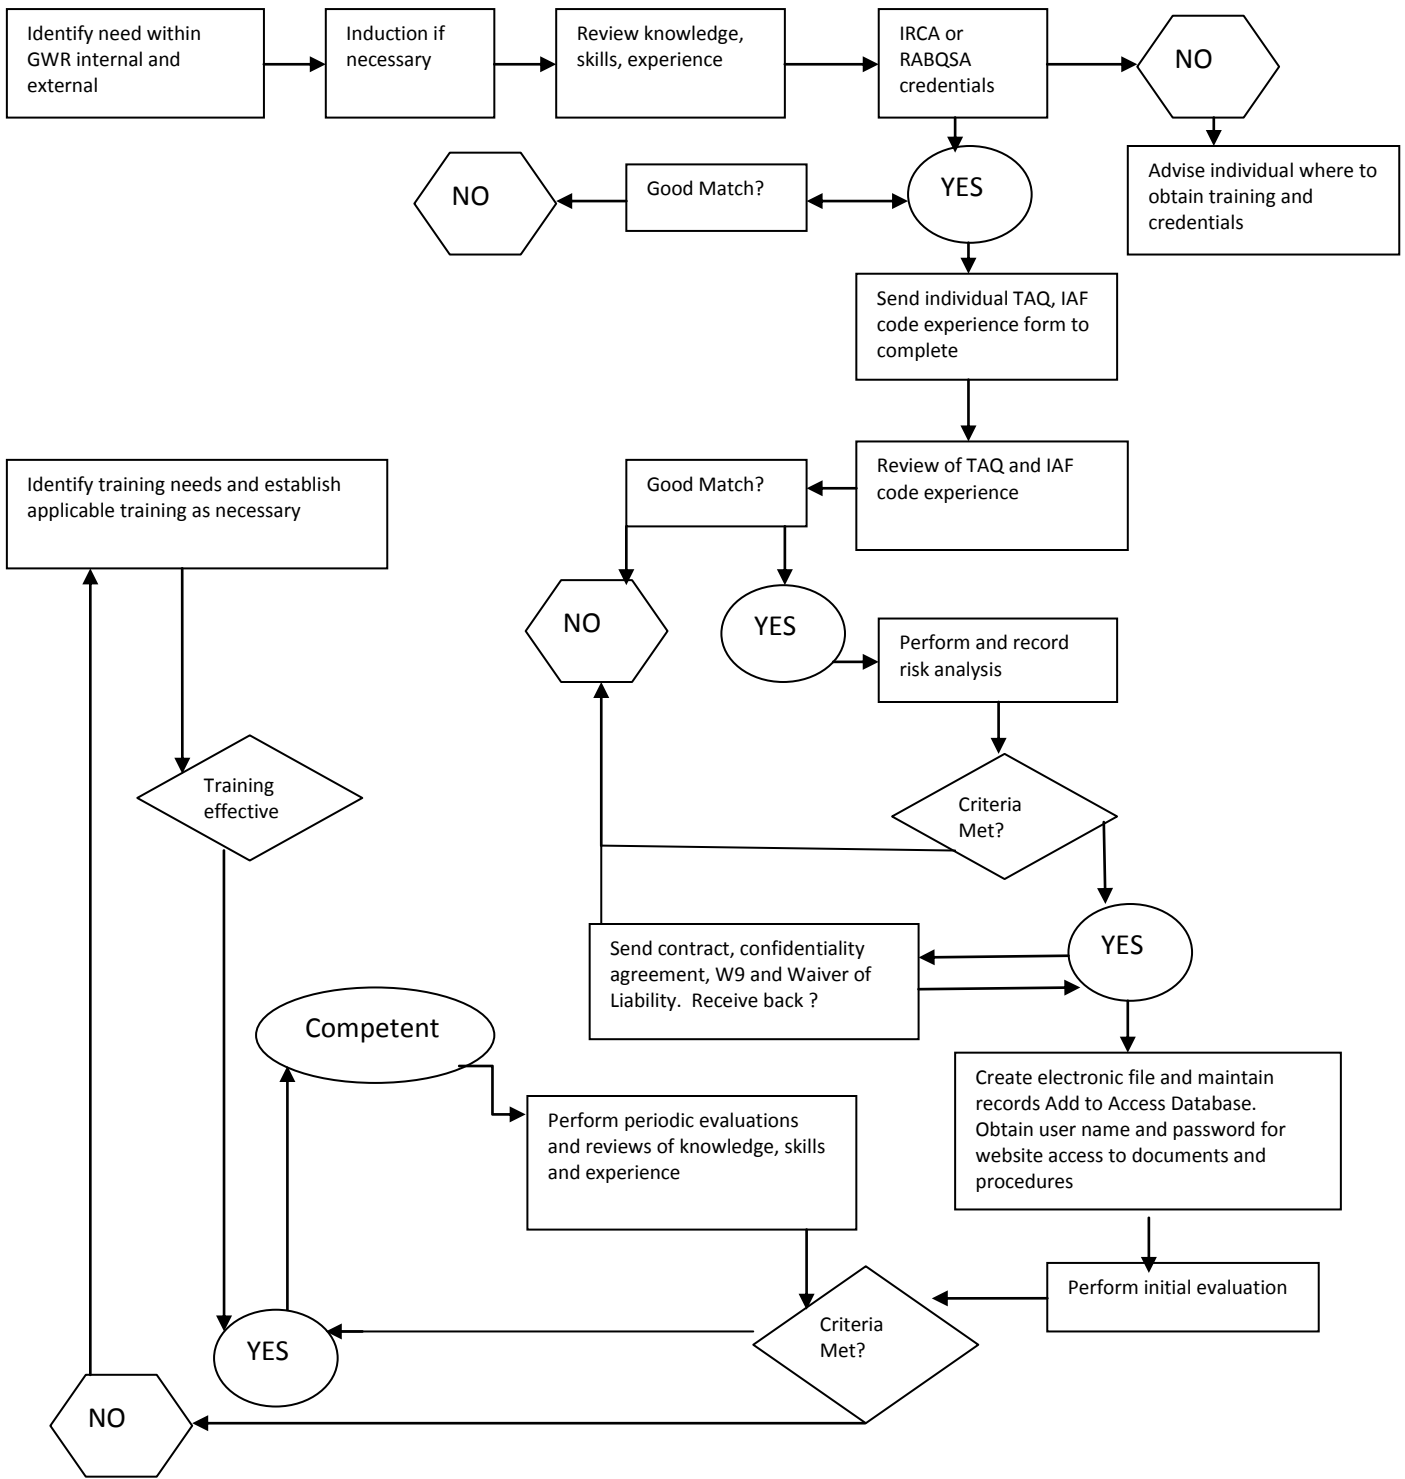 Identify need within
GWR internal and
external
Induction if
necessary
Review knowledge,
skills, experience
IRCA or
RABQSA
credentials
NO
NO
Good Match?
YES
Advise individual where to
obtain training and
credentials
Send individual TAQ, IAF
code experience form to
complete
Identify training needs and establish
applicable training as necessary
Good Match?
Review of TAQ and IAF
code experience
NO
YES
Perform and record
risk analysis
Training
effective
Criteria
Met?
Send contract, confidentiality
agreement, W9 and Waiver of
Liability.  Receive back ?
YES
Competent
Create electronic file and maintain
records Add to Access Database.
Obtain user name and password for
website access to documents and
procedures
Perform periodic evaluations
and reviews of knowledge, skills
and experience
Perform initial evaluation
YES
Criteria
Met?
NO